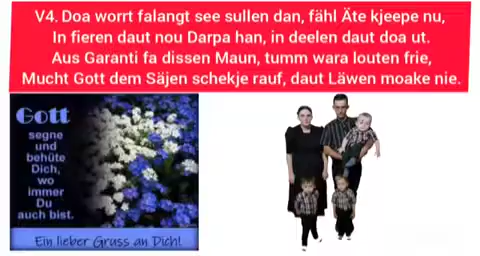 V4. Doa worrt falangt see sullen dan, fähl Äte kjeepe nu,
In fieren daut nou Darpa han, in deelen daut doa ut.
Aus Garanti fa dissen Maun, tumm wara louten frie,
Mucht Gott dem Säjen schekje rauf, daut Läwen moake nie.
Gott
segne
und
behüte
Dich,
wo
immer
Du
auch bist.
Ein lieber Gruss an Dich!